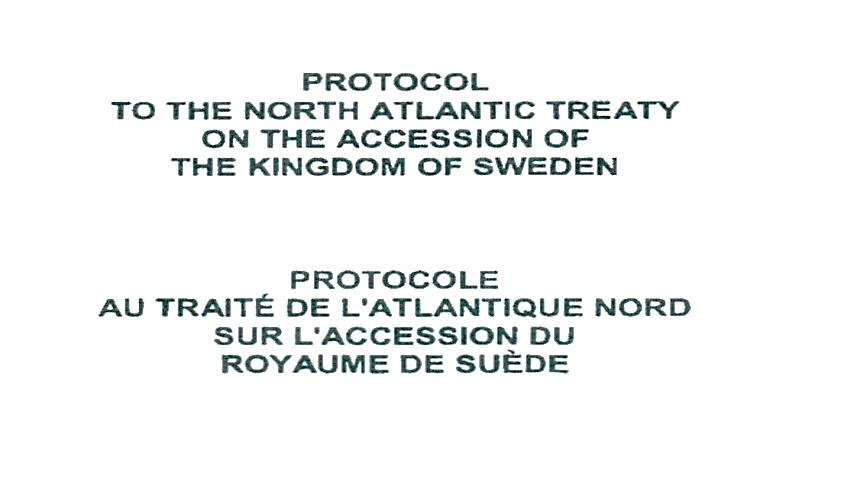 PROTOCOL
TO THE NORTH ATLANTIC TREATY
ON THE ACCESSION OF
THE KINGDOM OF SWEDEN
PROTOCOLE
AU TRAITÉ DE L'ATLANTIQUE NORD
SUR L'ACCESSION DU
ROYAUME DE SUÈDE